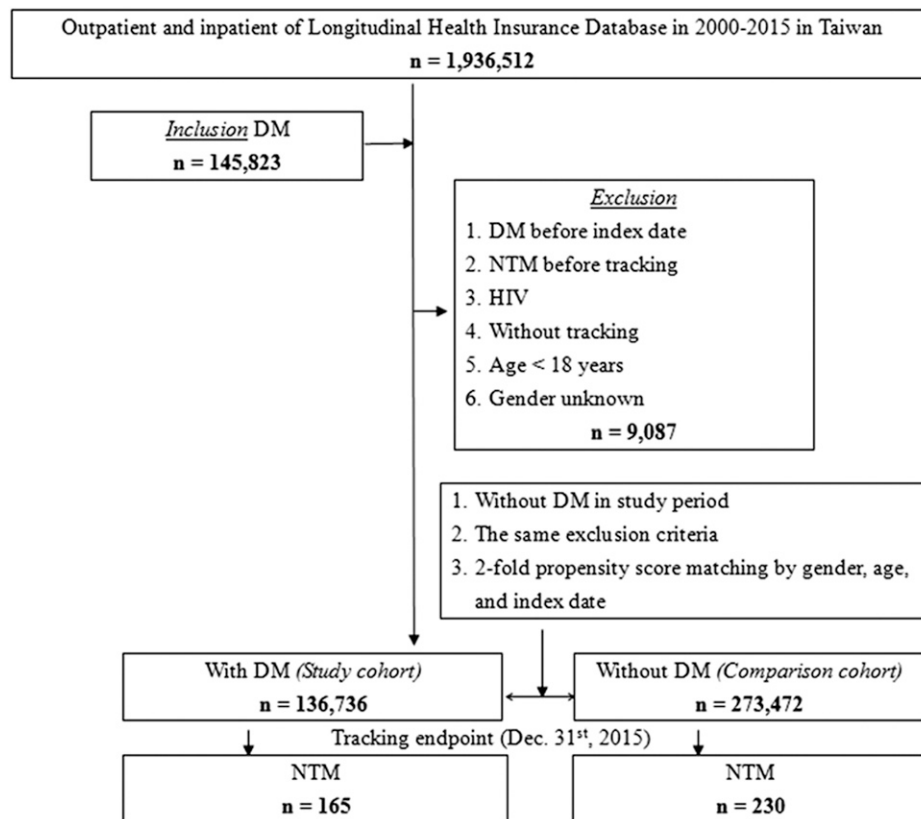 Outpatient and inpatient of Longitudinal Health Insurance Database in 2000-2015 in Taiwan
n = 1,936,512
Inclusion DM
n = 145,823
Exclusion
1. DM before index date
2. NTM before tracking
3. HIV
4. Without tracking
5. Age < 18 years
6. Gender unknown
n = 9,087
1. Without DM in study period
2. The same exclusion criteria
3. 2-fold propensity score matching by gender, age,
and index date
With DM (Study cohort)
n = 136,736
Without DM (Comparison cohort)
n = 273,472
Tracking endpoint (Dec. 31st, 2015)
NTM
n = 165
NTM
n = 230